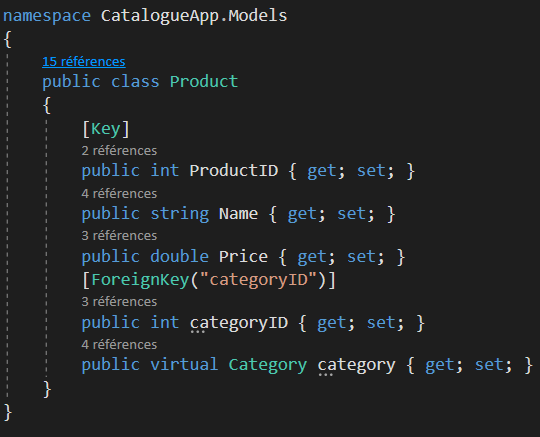 namespace CatalogueApp.Models
{
15 références
public class Product
{
[Key]
2 références
public int ProductID { get; set; }
4 références
public string Name { get; set; }
3 références
public double Price { get; set; }
[ForeignKey("categoryID")]
3 références
public int categoryID { get; set; }
4 références
public virtual Category category { get; set; }
}
}